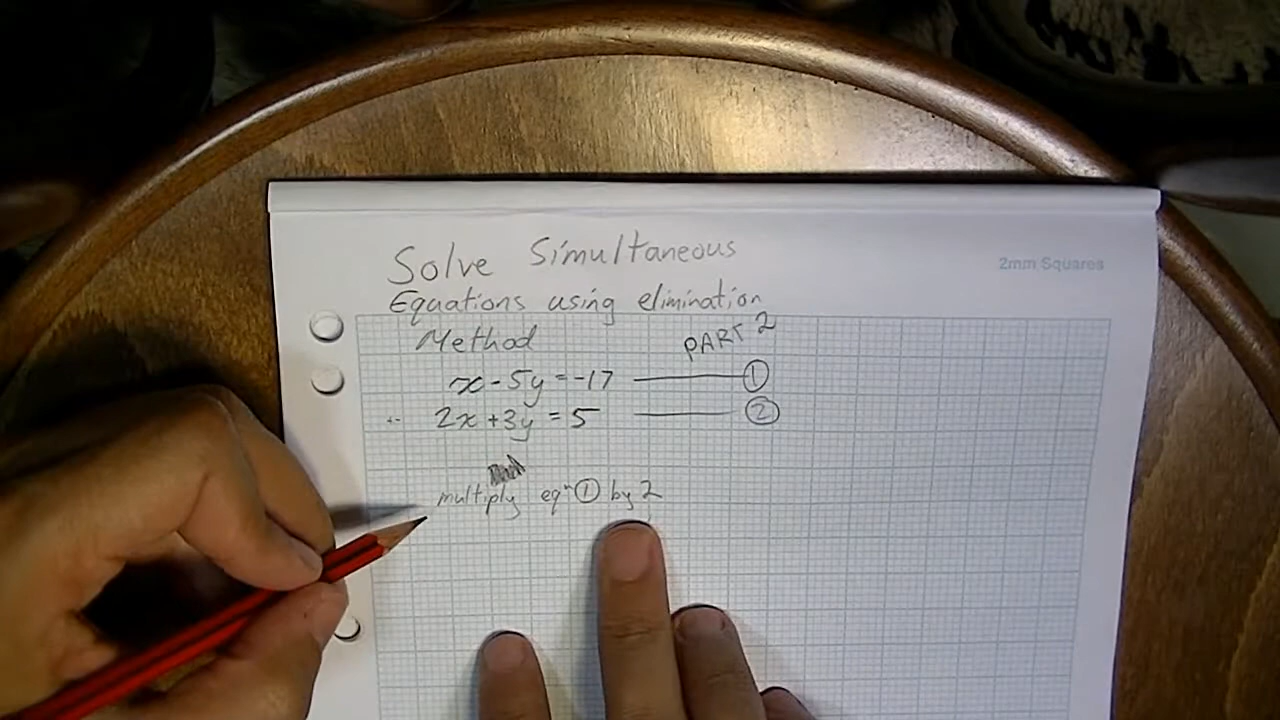 2mm Squares
Solve Simultaneous
Equations using elimination
Method PART 2
x - 5y = -17 ——— ①
2x + 3y = 5 ——— ②
multiply eqⁿ ① by 2